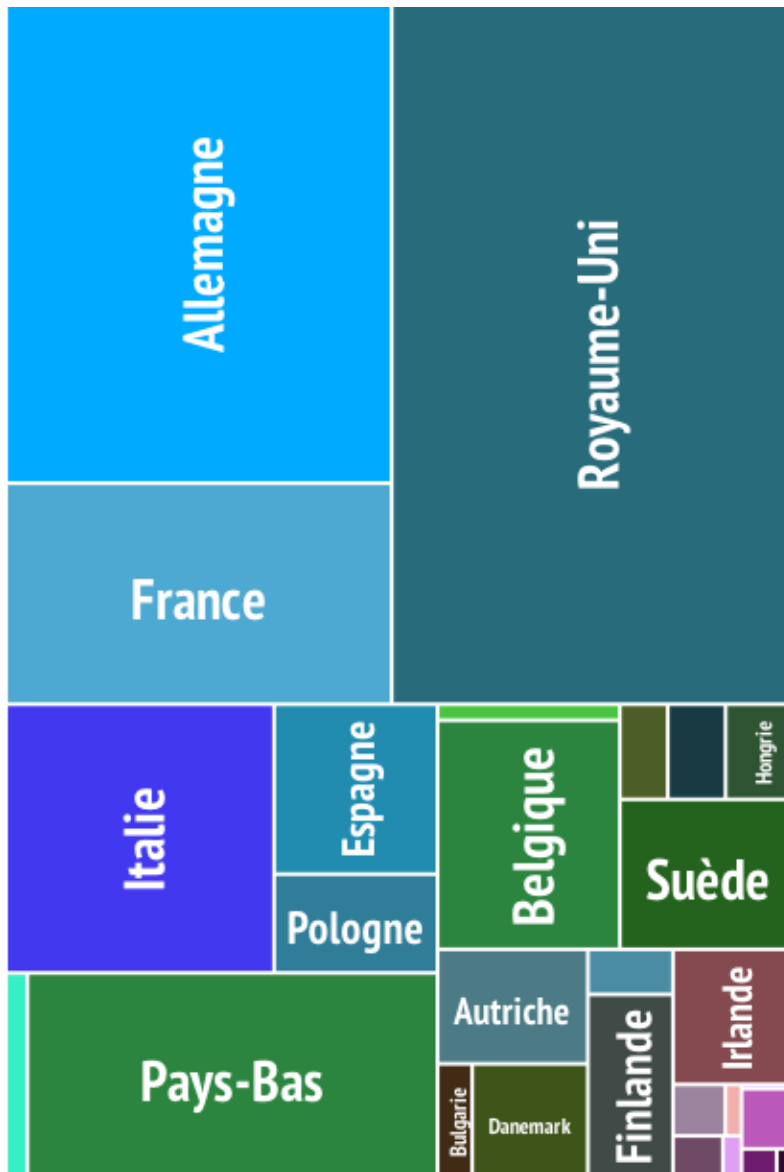 Allemagne
Royaume-Uni
France
Italie
Espagne
Pologne
Pays-Bas
Belgique
Hongrie
Suède
Autriche
Bulgarie
Danemark
Finlande
Irlande